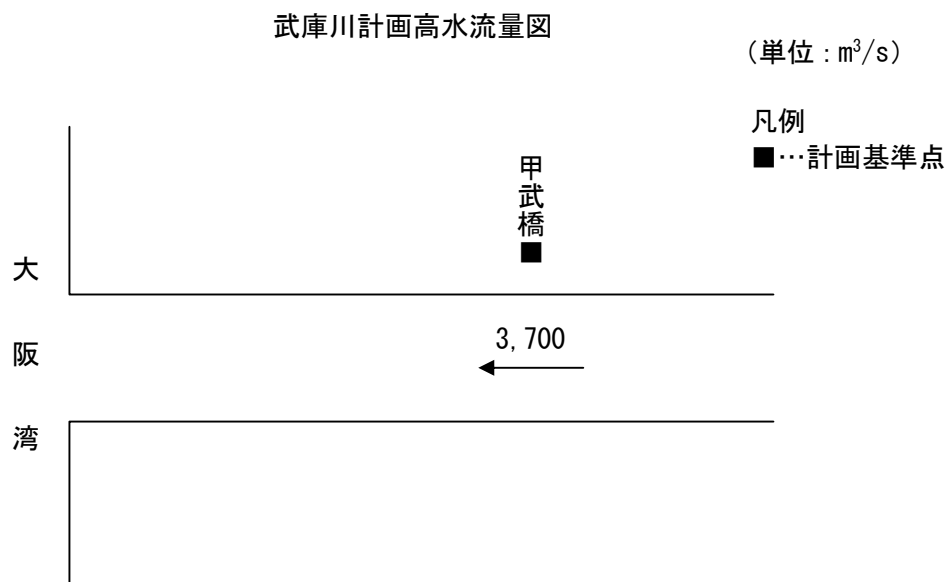 武庫川計画高水流量図
(単位:m³/s)
凡例
■…計画基準点
甲武橋
■
大阪湾
3,700